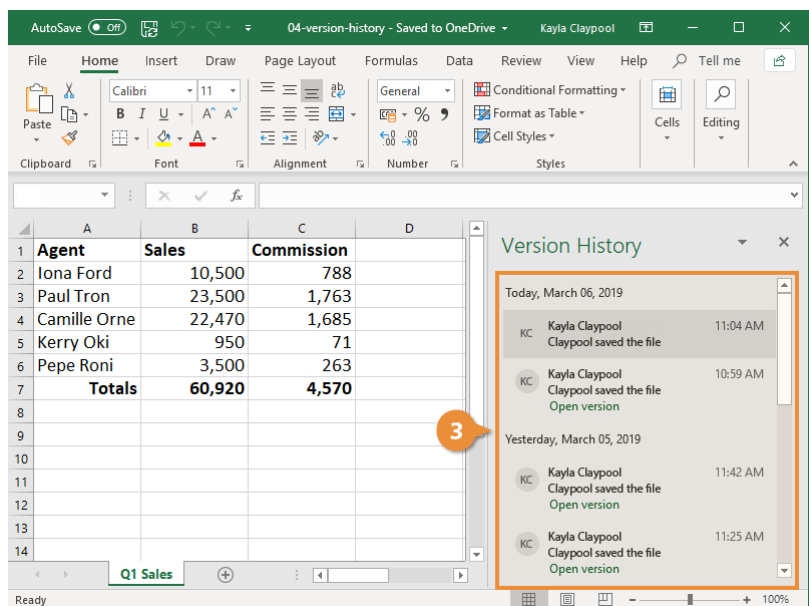 AutoSave Off 04-version-history - Saved to OneDrive Kayla Claypool
File Home Insert Draw Page Layout Formulas Data Review View Help Tell me
Calibri 11 ab General Conditional Formatting
Paste B I U A A % 9 Format as Table Cells Editing
A .00 .00 Cell Styles
Clipboard Font Alignment Number Styles
fx
A B C D
Version History
1 Agent Sales Commission
2 Iona Ford 10,500 788
3 Paul Tron 23,500 1,763
4 Camille Orne 22,470 1,685
5 Kerry Oki 950 71
6 Pepe Roni 3,500 263
7 Totals 60,920 4,570
8
9
10
11
12
13
14
Today, March 06, 2019
KC Kayla Claypool 11:04 AM
Claypool saved the file
KC Kayla Claypool 10:59 AM
Claypool saved the file
Open version
3
Yesterday, March 05, 2019
KC Kayla Claypool 11:42 AM
Claypool saved the file
Open version
KC Kayla Claypool 11:25 AM
Claypool saved the file
Open version
Q1 Sales
Ready 100%